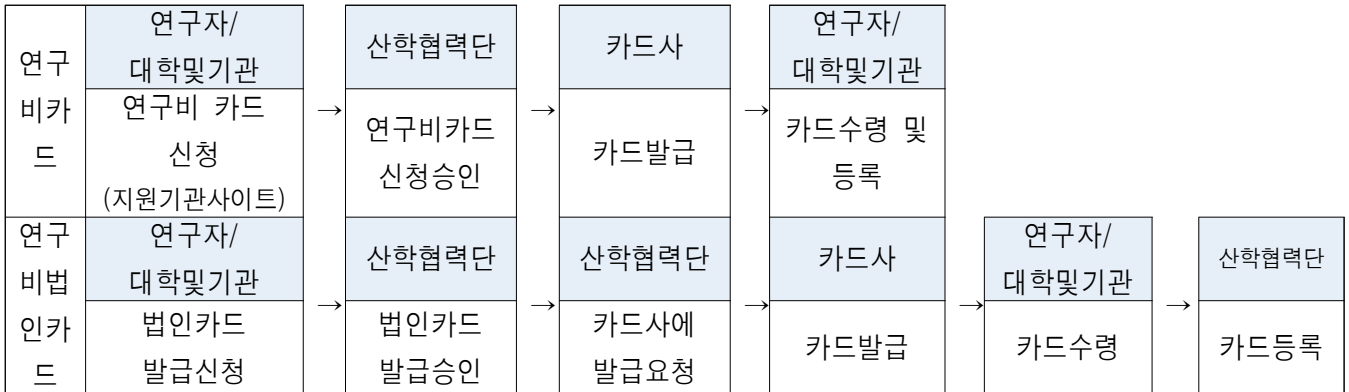 연구
비카
드
연구자/
대학및기관
연구비 카드
신청
(지원기관사이트)
→
산학협력단
연구비카드
신청승인
→
카드사
카드발급
→
연구자/
대학및기관
카드수령 및
등록
연구
비법
인카
드
연구자/
대학및기관
법인카드
발급신청
→
산학협력단
법인카드
발급승인
→
산학협력단
카드사에
발급요청
→
카드사
카드발급
→
연구자/
대학및기관
카드수령
→
산학협력단
카드등록